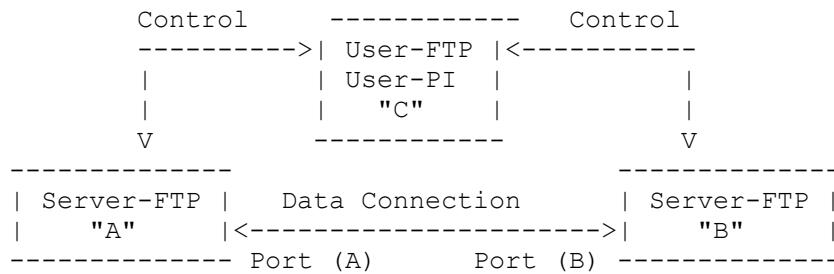 Control ------------ Control
---------->| User-FTP |<-----------
| | User-PI | |
| | "C" | |
V ------------ V
-------------- --------------
| Server-FTP | Data Connection | Server-FTP |
| "A" |<---------------------->| "B" |
-------------- Port (A) Port (B) --------------